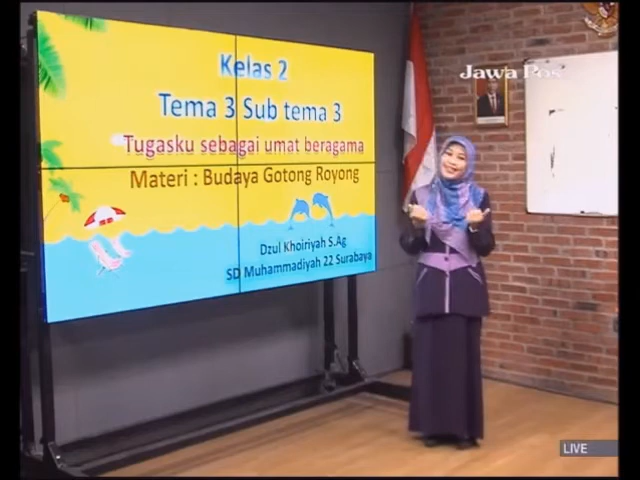 Kelas 2
Tema 3 Sub tema 3
Tugasku sebagai umat beragama
Materi : Budaya Gotong Royong
Dzul Khoiriyah S.Ag
SD Muhammadiyah 22 Surabaya
Jawa Pos
LIVE